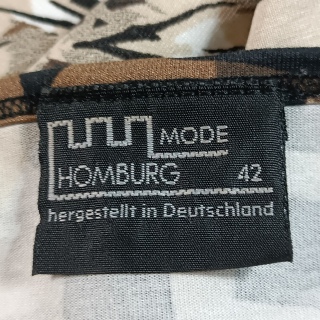 MODE
HOMBURG 42
hergestellt in Deutschland